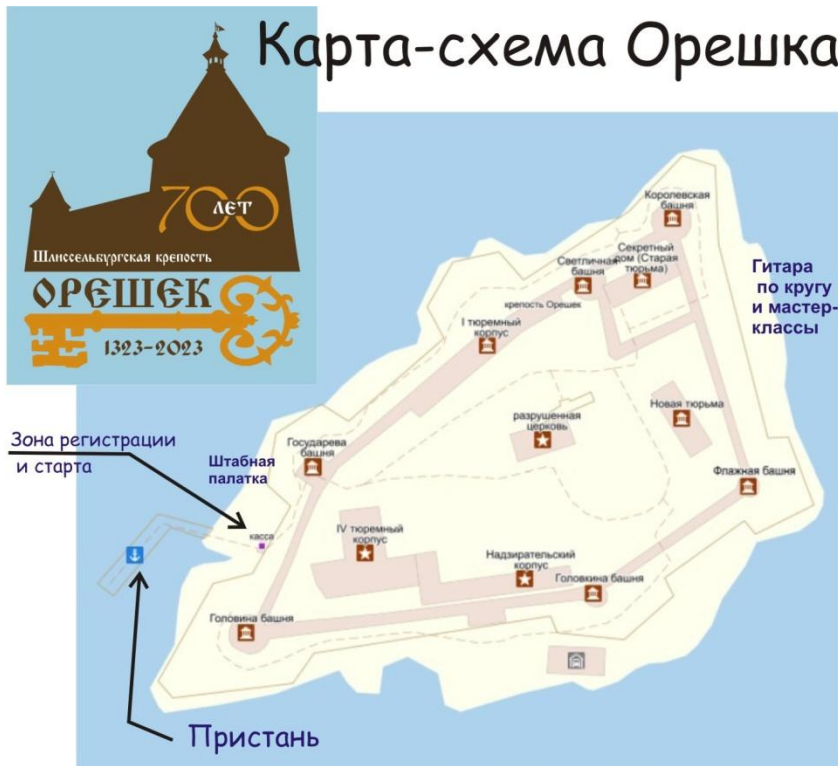 Карта-схема Орешка
700 ЛЕТ
Шлиссельбургская крепость
ОРЕШЕК
1323-2023
Королевская
башня
Секретный
дом (Старая
тюрьма)
Светличная
башня
крепость Орешек
Гитара
по кругу
и мастер-
классы
I тюремный
корпус
Новая тюрьма
разрушенная
церковь
Зона регистрации
и старта
Государева
башня
Штабная
палатка
Флажная башня
касса
IV тюремный
корпус
Надзирательский
корпус
Головкина башня
Головина башня
Пристань